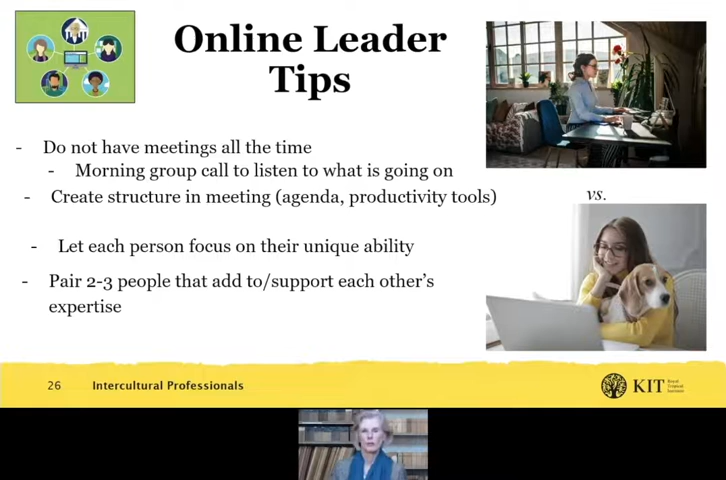 Online Leader
Tips
- Do not have meetings all the time
- Morning group call to listen to what is going on
- Create structure in meeting (agenda, productivity tools)
vs.
- Let each person focus on their unique ability
- Pair 2-3 people that add to/support each other's
expertise
26 Intercultural Professionals
KIT
Royal
Tropical
Institute